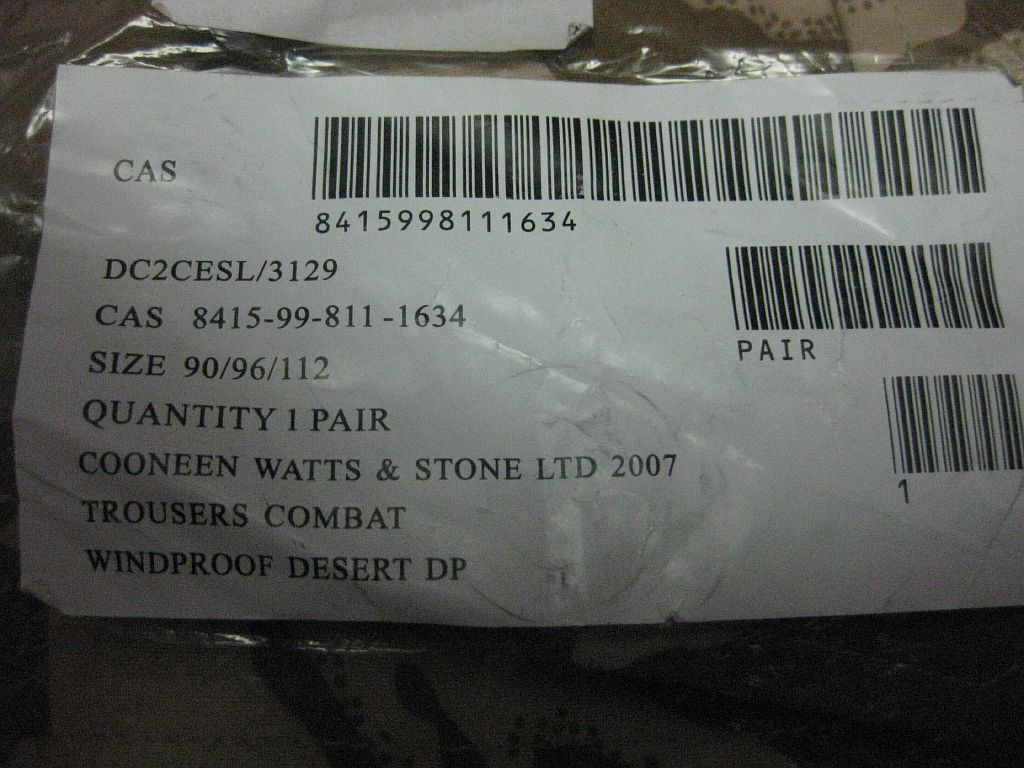 CAS
8415998111634
DC2CESL/3129
CAS 8415-99-811-1634
PAIR
SIZE 90/96/112
QUANTITY 1 PAIR
COONEEN WATTS & STONE LTD 2007
1
TROUSERS COMBAT
WINDPROOF DESERT DP